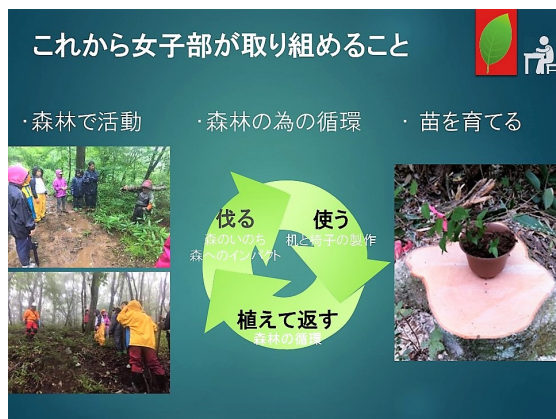 これから女子部が取り組めること
・森林で活動
・森林の為の循環
・苗を育てる
伐る
森のいのち
森へのインパクト
使う
机と椅子の製作
植えて返す
森林の循環